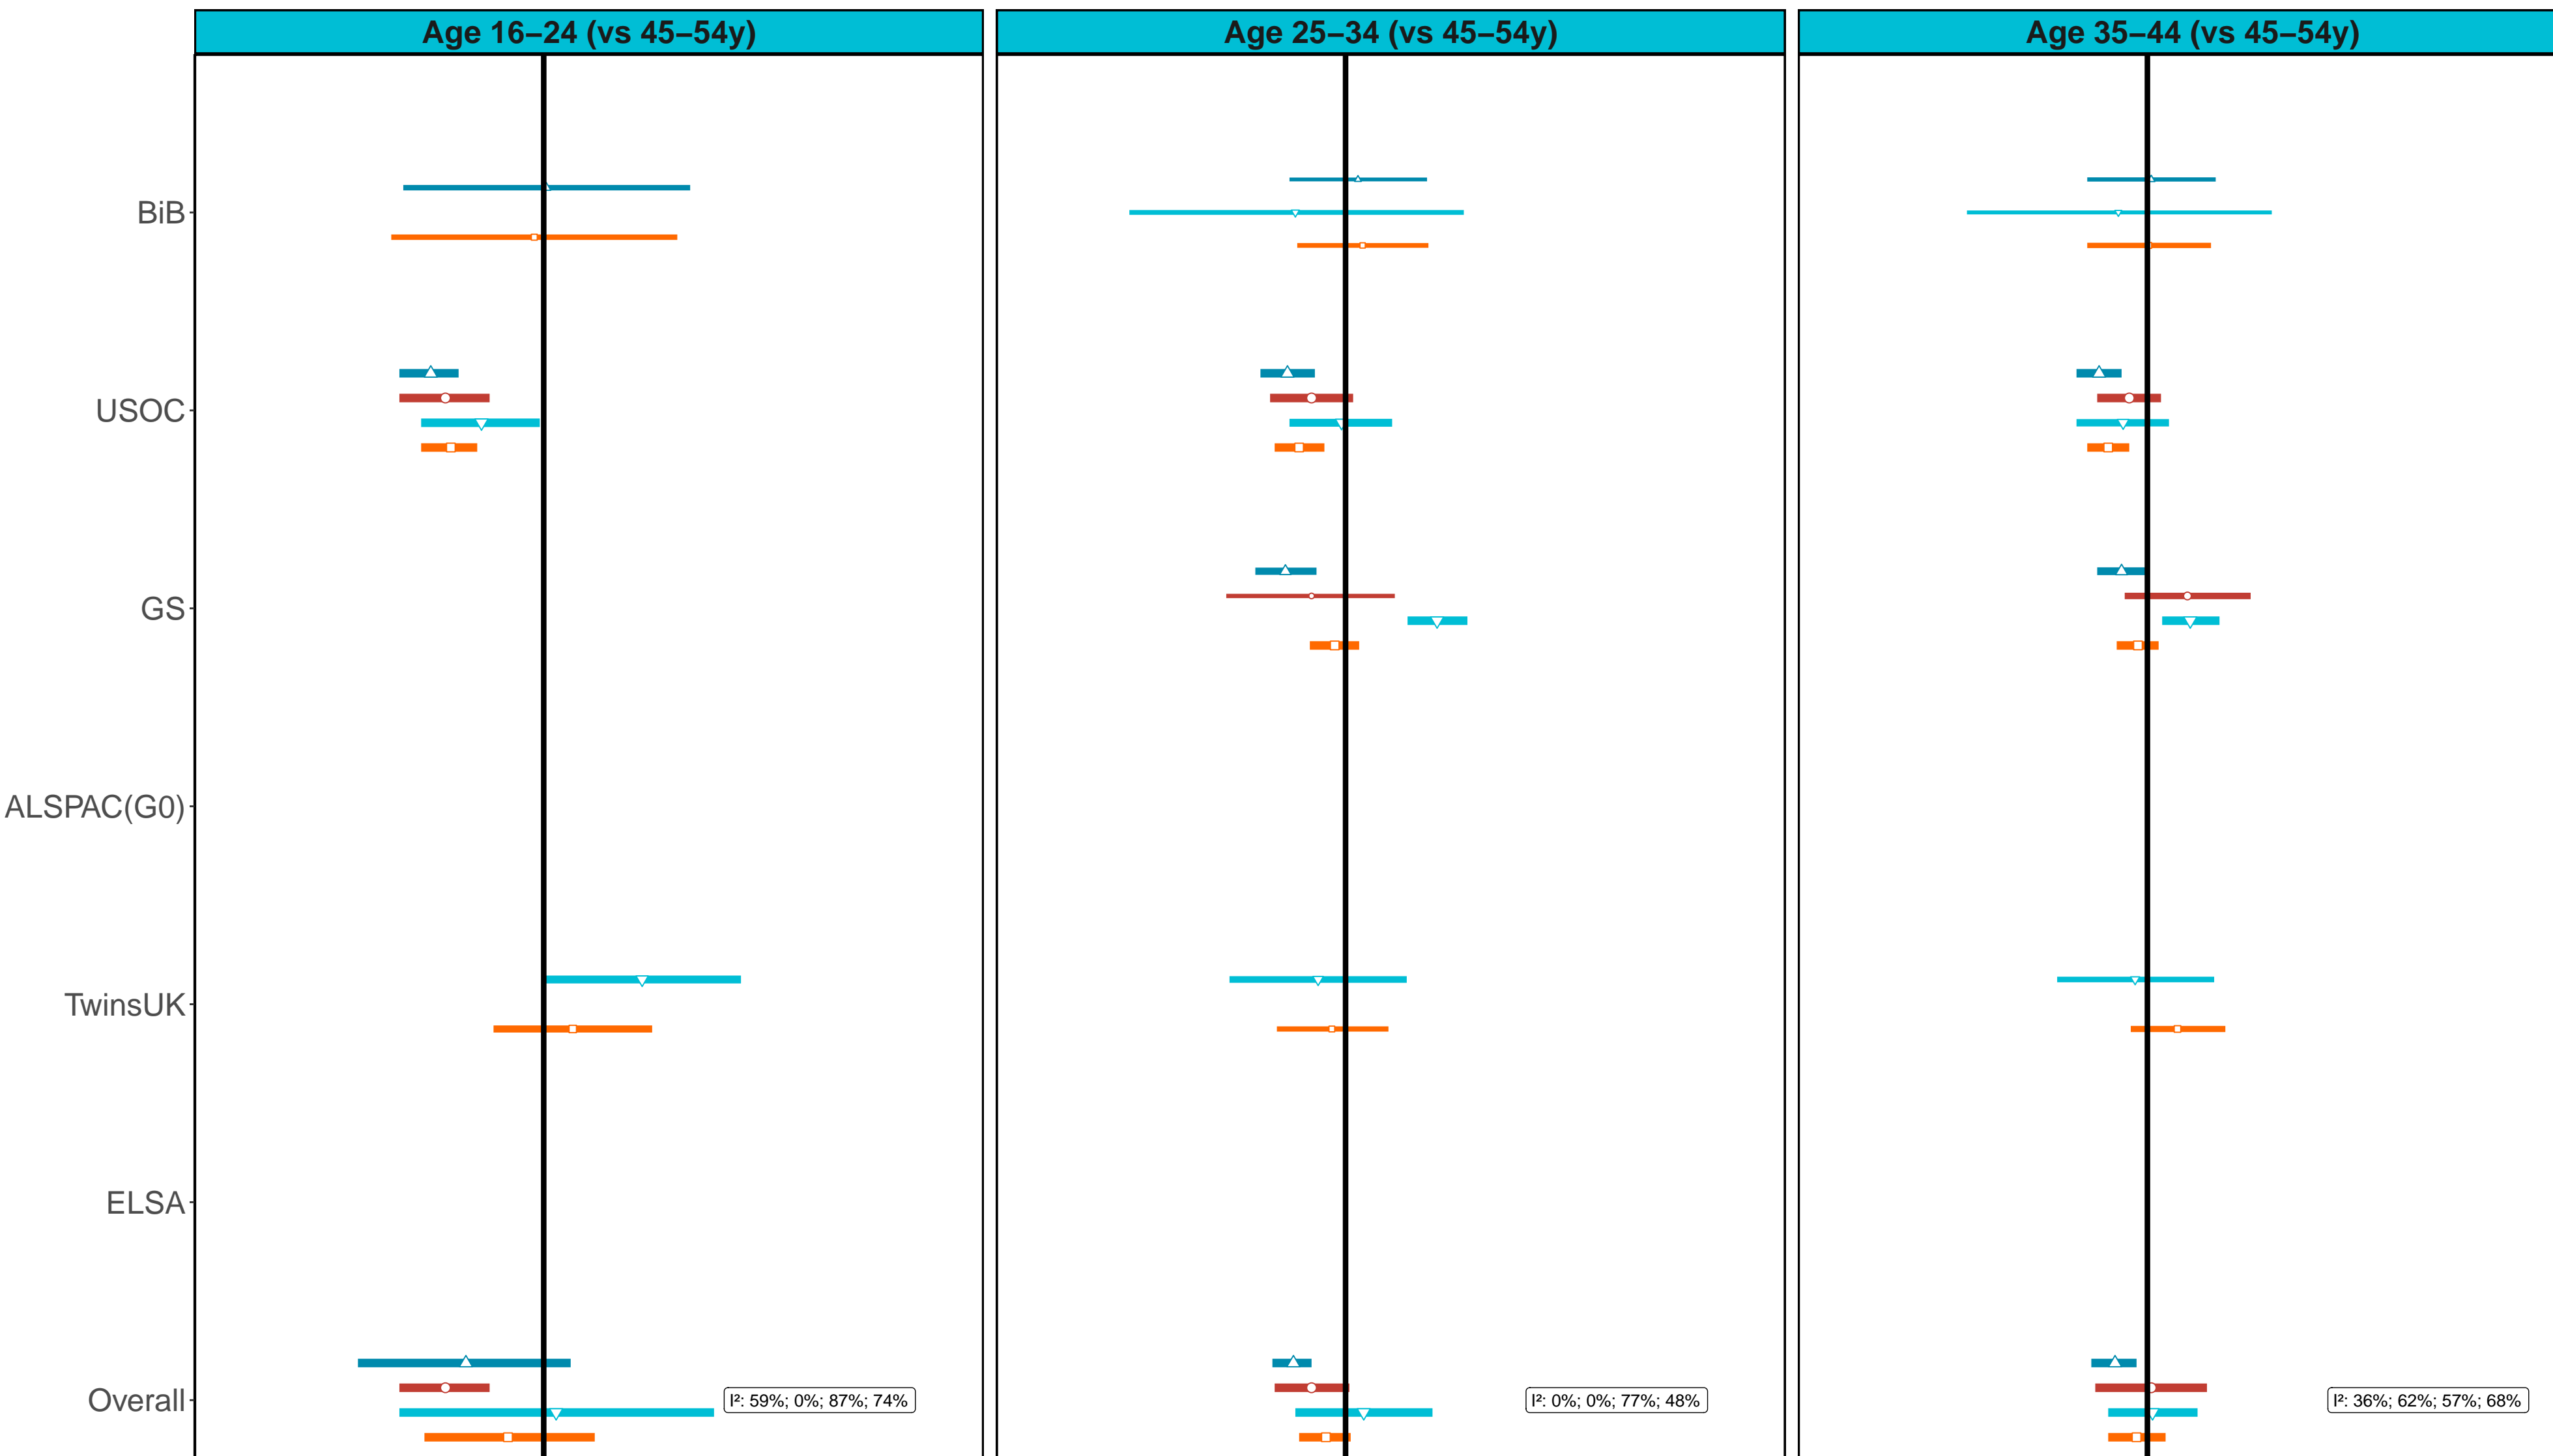 Age 16–24 (vs 45–54y)
Age 25–34 (vs 45–54y)
Age 35–44 (vs 45–54y)
BiB
USOC
GS
ALSPAC(G0)
TwinsUK
ELSA
Overall
I²: 59%; 0%; 87%; 74%
I²: 0%; 0%; 77%; 48%
I²: 36%; 62%; 57%; 68%